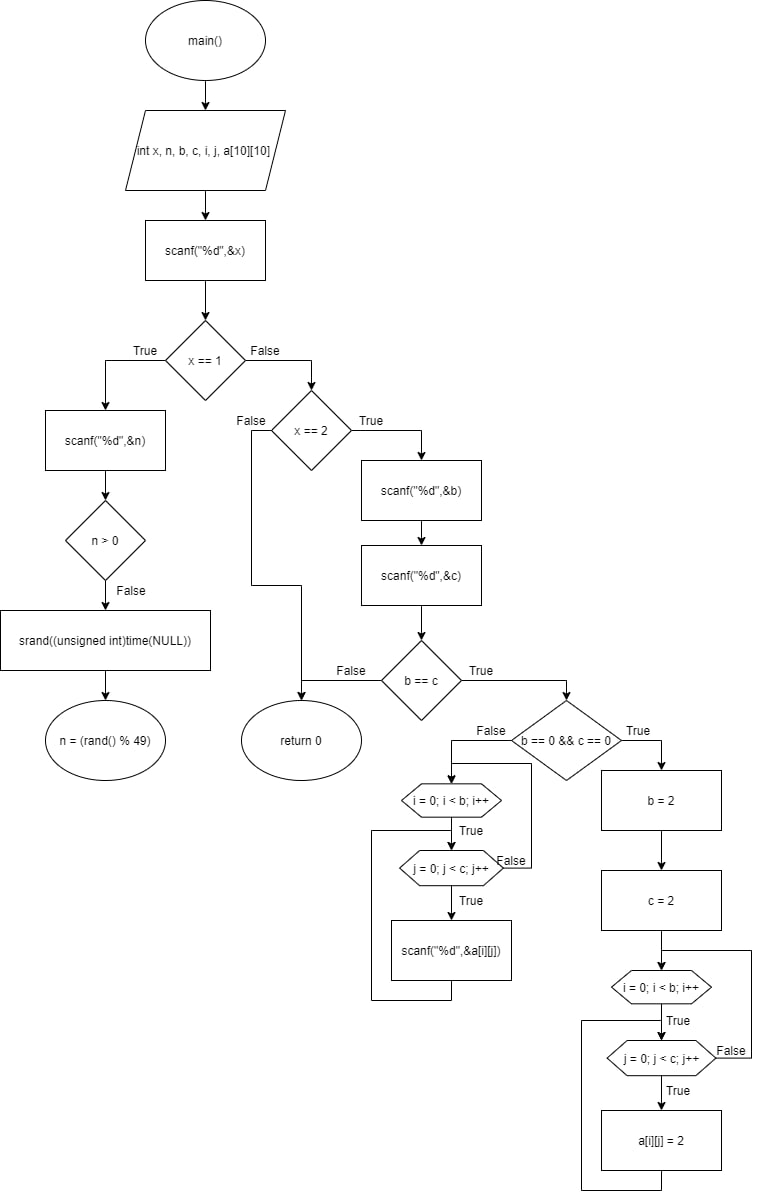 main()
int x, n, b, c, i, j, a[10][10]
scanf("%d",&x)
True
x == 1
False
scanf("%d",&n)
False
x == 2
True
scanf("%d",&b)
n > 0
scanf("%d",&c)
False
srand((unsigned int)time(NULL))
False
b == c
True
n = (rand() % 49)
return 0
False
b == 0 && c == 0
True
i = 0; i < b; i++
b = 2
True
j = 0; j < c; j++
False
True
c = 2
scanf("%d",&a[i][j])
i = 0; i < b; i++
True
j = 0; j < c; j++
False
True
a[i][j] = 2